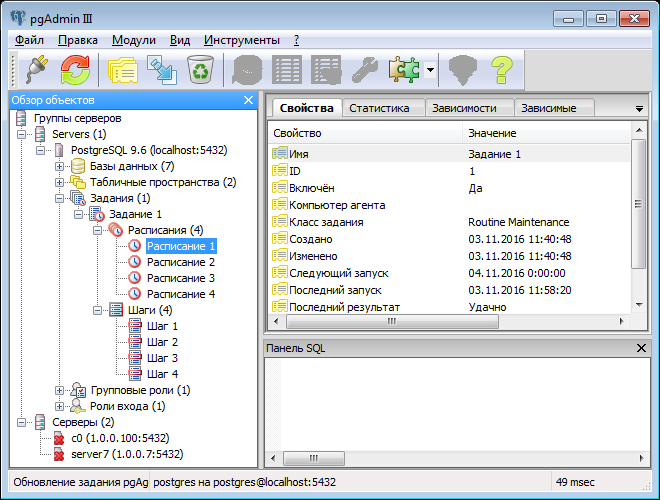 pgAdmin III
Файл Правка Модули Вид Инструменты ?
Обзор объектов
Группы серверов
Servers (1)
PostgreSQL 9.6 (localhost:5432)
Базы данных (7)
Табличные пространства (2)
Задания (1)
Задание 1
Расписания (4)
Расписание 1
Расписание 2
Расписание 3
Расписание 4
Шаги (4)
Шаг 1
Шаг 2
Шаг 3
Шаг 4
Групповые роли (1)
Роли входа (1)
Серверы (2)
c0 (1.0.0.100:5432)
server7 (1.0.0.7:5432)
Свойства Статистика Зависимости Зависимые
Свойство Значение
Имя Задание 1
ID 1
Включён Да
Компьютер агента
Класс задания Routine Maintenance
Создано 03.11.2016 11:40:48
Изменено 03.11.2016 11:40:48
Следующий запуск 04.11.2016 0:00:00
Последний запуск 03.11.2016 11:58:20
Последний результат Удачно
Панель SQL
Обновление задания pgAg postgres на postgres@localhost:5432 49 msec